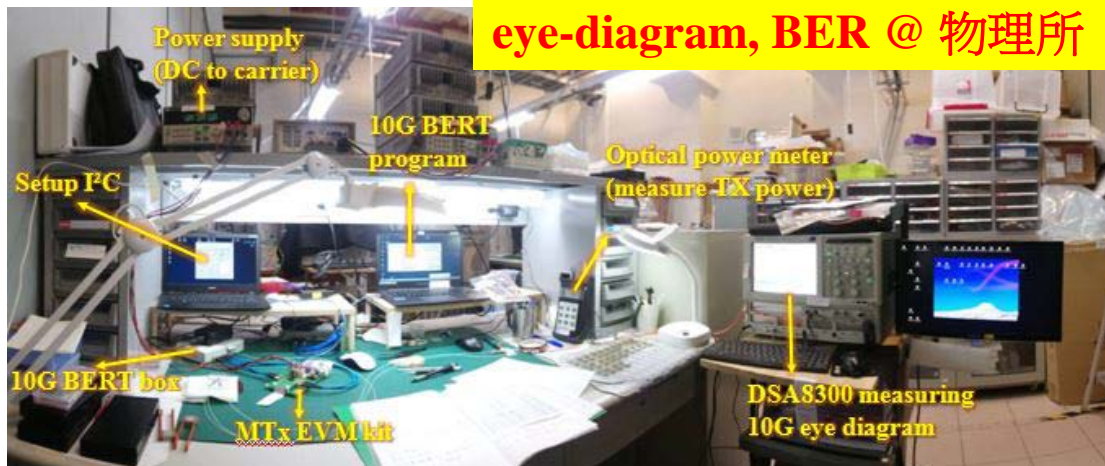 eye-diagram, BER @ 物理所
Power supply
(DC to carrier)
10G BERT
program
Optical power meter
(measure TX power)
Setup I²C
10G BERT box
MTx EVM kit
DSA8300 measuring
10G eye diagram